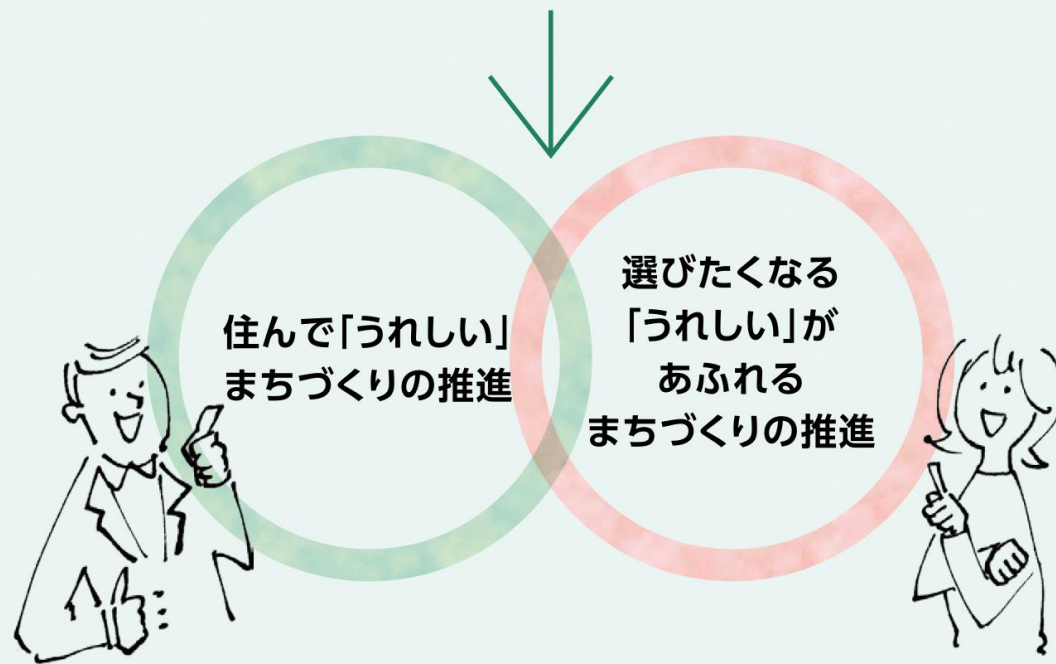 住んで「うれしい」
まちづくりの推進
選びたくなる
「うれしい」が
あふれる
まちづくりの推進